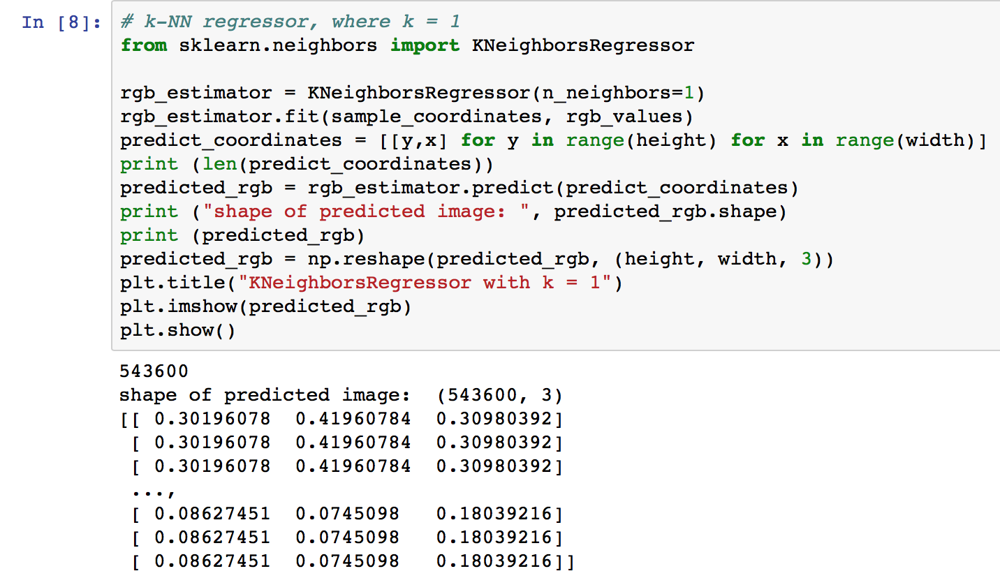 In [8]:
# k-NN regressor, where k = 1
from sklearn.neighbors import KNeighborsRegressor
rgb_estimator = KNeighborsRegressor(n_neighbors=1)
rgb_estimator.fit(sample_coordinates, rgb_values)
predict_coordinates = [[y,x] for y in range(height) for x in range(width)]
print (len(predict_coordinates))
predicted_rgb = rgb_estimator.predict(predict_coordinates)
print ("shape of predicted image: ", predicted_rgb.shape)
print (predicted_rgb)
predicted_rgb = np.reshape(predicted_rgb, (height, width, 3))
plt.title("KNeighborsRegressor with k = 1")
plt.imshow(predicted_rgb)
plt.show()
543600
shape of predicted image:  (543600, 3)
[[ 0.30196078  0.41960784  0.30980392]
 [ 0.30196078  0.41960784  0.30980392]
 [ 0.30196078  0.41960784  0.30980392]
 ...,
 [ 0.08627451  0.0745098   0.18039216]
 [ 0.08627451  0.0745098   0.18039216]
 [ 0.08627451  0.0745098   0.18039216]]